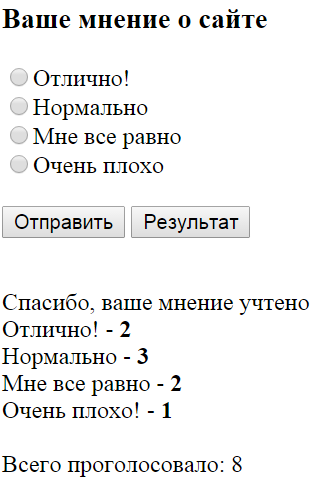 Ваше мнение о сайте
Отлично!
Нормально
Мне все равно
Очень плохо
Отправить Результат
Спасибо, ваше мнение учтено
Отлично! - 2
Нормально - 3
Мне все равно - 2
Очень плохо! - 1
Всего проголосовало: 8